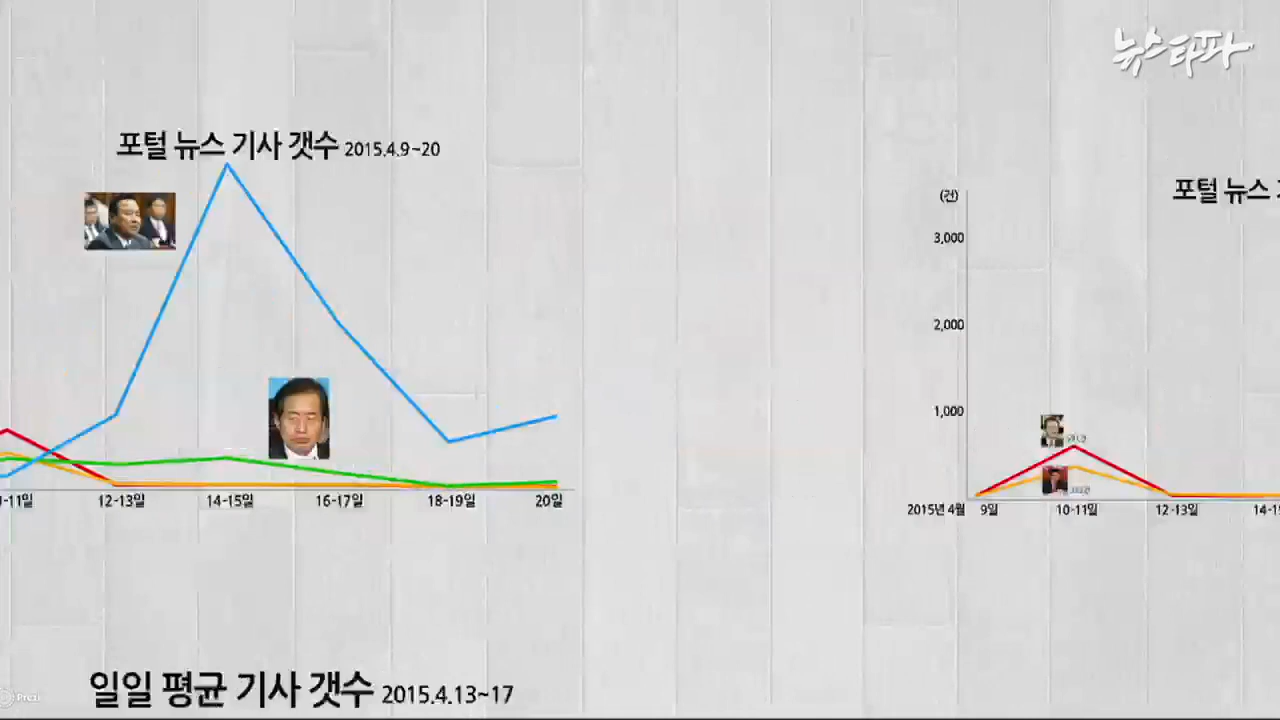 뉴스타파
포털 뉴스 기사 갯수 2015.4.9~20
12-13일 14-15일 16-17일 18-19일 20일
포털 뉴스
(건)
3,000
2,000
1,000
2015년 4월 9일 10-11일 12-13일
일일 평균 기사 갯수 2015.4.13~17
Prezi